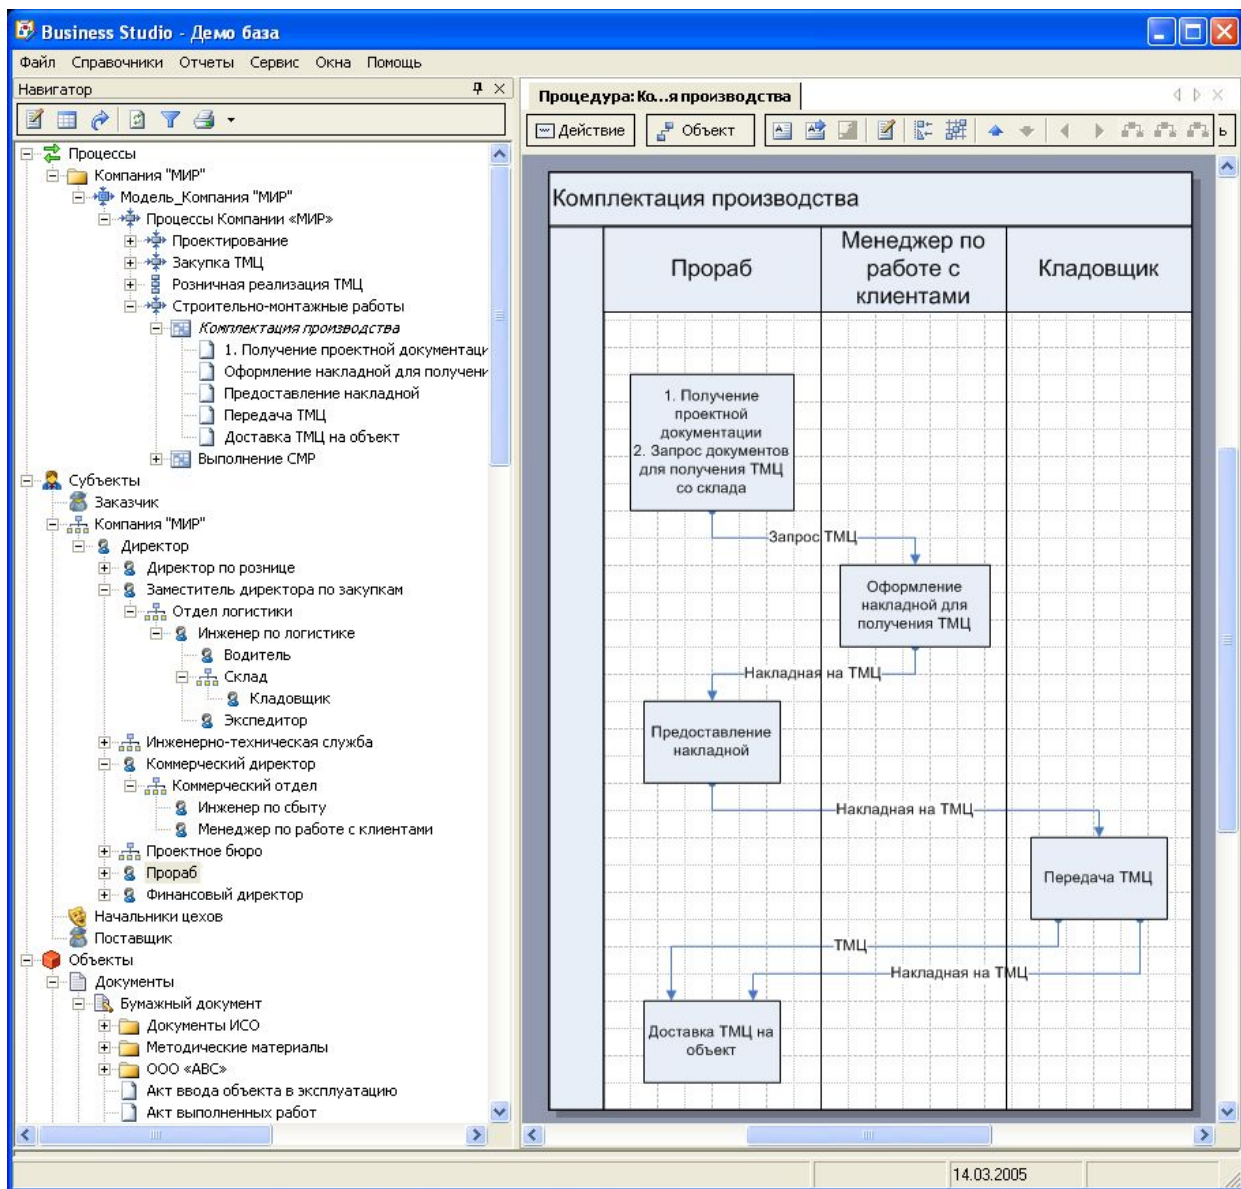 Business Studio - Демо база
Файл Справочники Отчеты Сервис Окна Помощь
Навигатор
Процессы
Компания "МИР"
Модель_Компания "МИР"
Процессы Компании «МИР»
Проектирование
Закупка ТМЦ
Розничная реализация ТМЦ
Строительно-монтажные работы
Комплектация производства
1. Получение проектной документаци
Оформление накладной для получени
Предоставление накладной
Передача ТМЦ
Доставка ТМЦ на объект
Выполнение СМР
Субъекты
Заказчик
Компания "МИР"
Директор
Директор по рознице
Заместитель директора по закупкам
Отдел логистики
Инженер по логистике
Водитель
Склад
Кладовщик
Экспедитор
Инженерно-техническая служба
Коммерческий директор
Коммерческий отдел
Инженер по сбыту
Менеджер по работе с клиентами
Проектное бюро
Прораб
Финансовый директор
Начальники цехов
Поставщик
Объекты
Документы
Бумажный документ
Документы ИСО
Методические материалы
ООО «АВС»
Акт ввода объекта в эксплуатацию
Акт выполненных работ
Процедура: Ко...я производства
Действие
Объект
Ь
Комплектация производства
Прораб
Менеджер по
работе с
клиентами
Кладовщик
1. Получение
проектной
документации
2. Запрос документов
для получения ТМЦ
со склада
Запрос ТМЦ
Оформление
накладной для
получения ТМЦ
Накладная на ТМЦ
Предоставление
накладной
Накладная на ТМЦ
Передача ТМЦ
ТМЦ
Накладная на ТМЦ
Доставка ТМЦ на
объект
14.03.2005